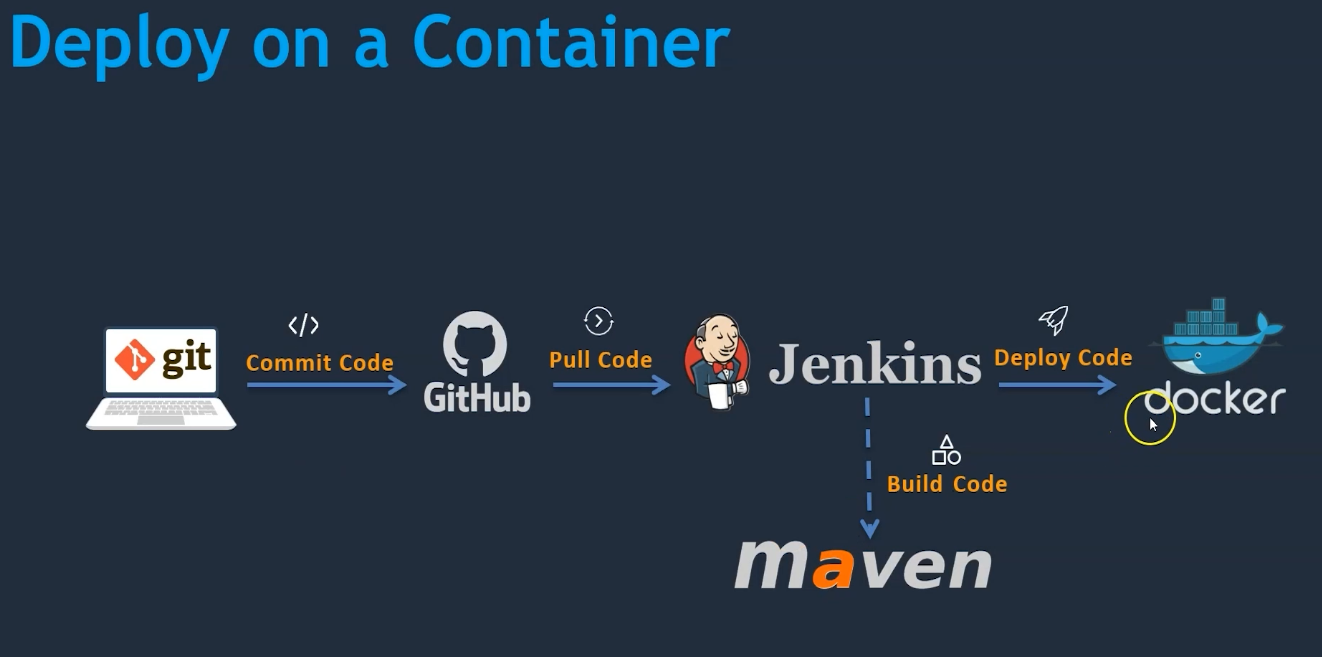 Deploy on a Container
git
Commit Code
GitHub
Pull Code
Jenkins
Deploy Code
docker
Build Code
maven